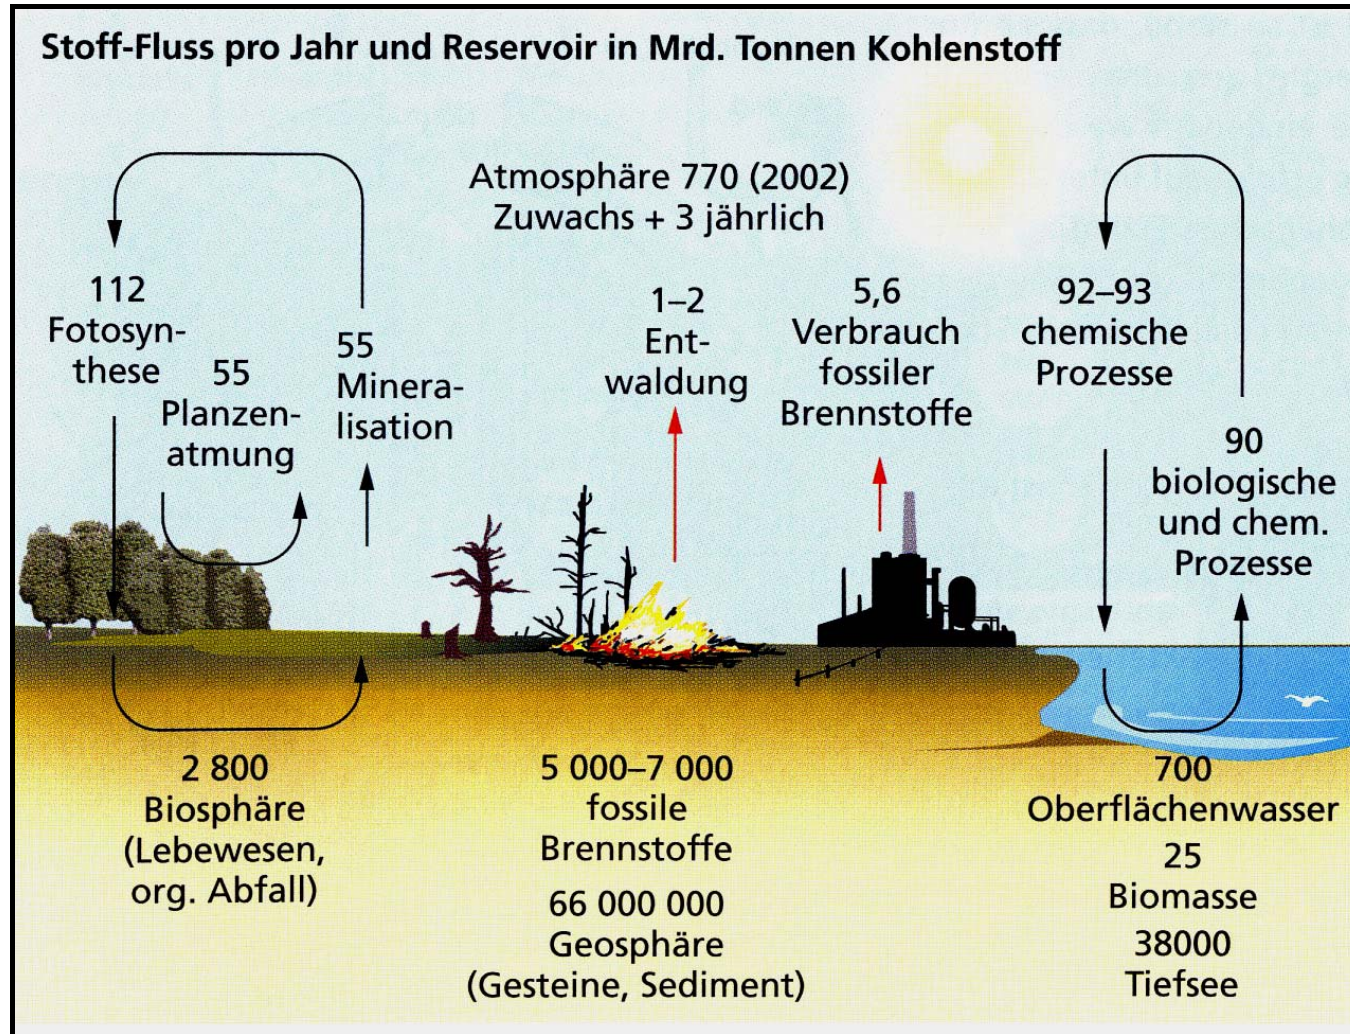 Stoff-Fluss pro Jahr und Reservoir in Mrd. Tonnen Kohlenstoff
Atmosphäre 770 (2002)
Zuwachs + 3 jährlich
112
Fotosyn-
these
55
Planzen-
atmung
55
Minera-
lisation
1–2
Ent-
waldung
5,6
Verbrauch
fossiler
Brennstoffe
92–93
chemische
Prozesse
90
biologische
und chem.
Prozesse
2 800
Biosphäre
(Lebewesen,
org. Abfall)
5 000–7 000
fossile
Brennstoffe
66 000 000
Geosphäre
(Gesteine, Sediment)
700
Oberflächenwasser
25
Biomasse
38000
Tiefsee